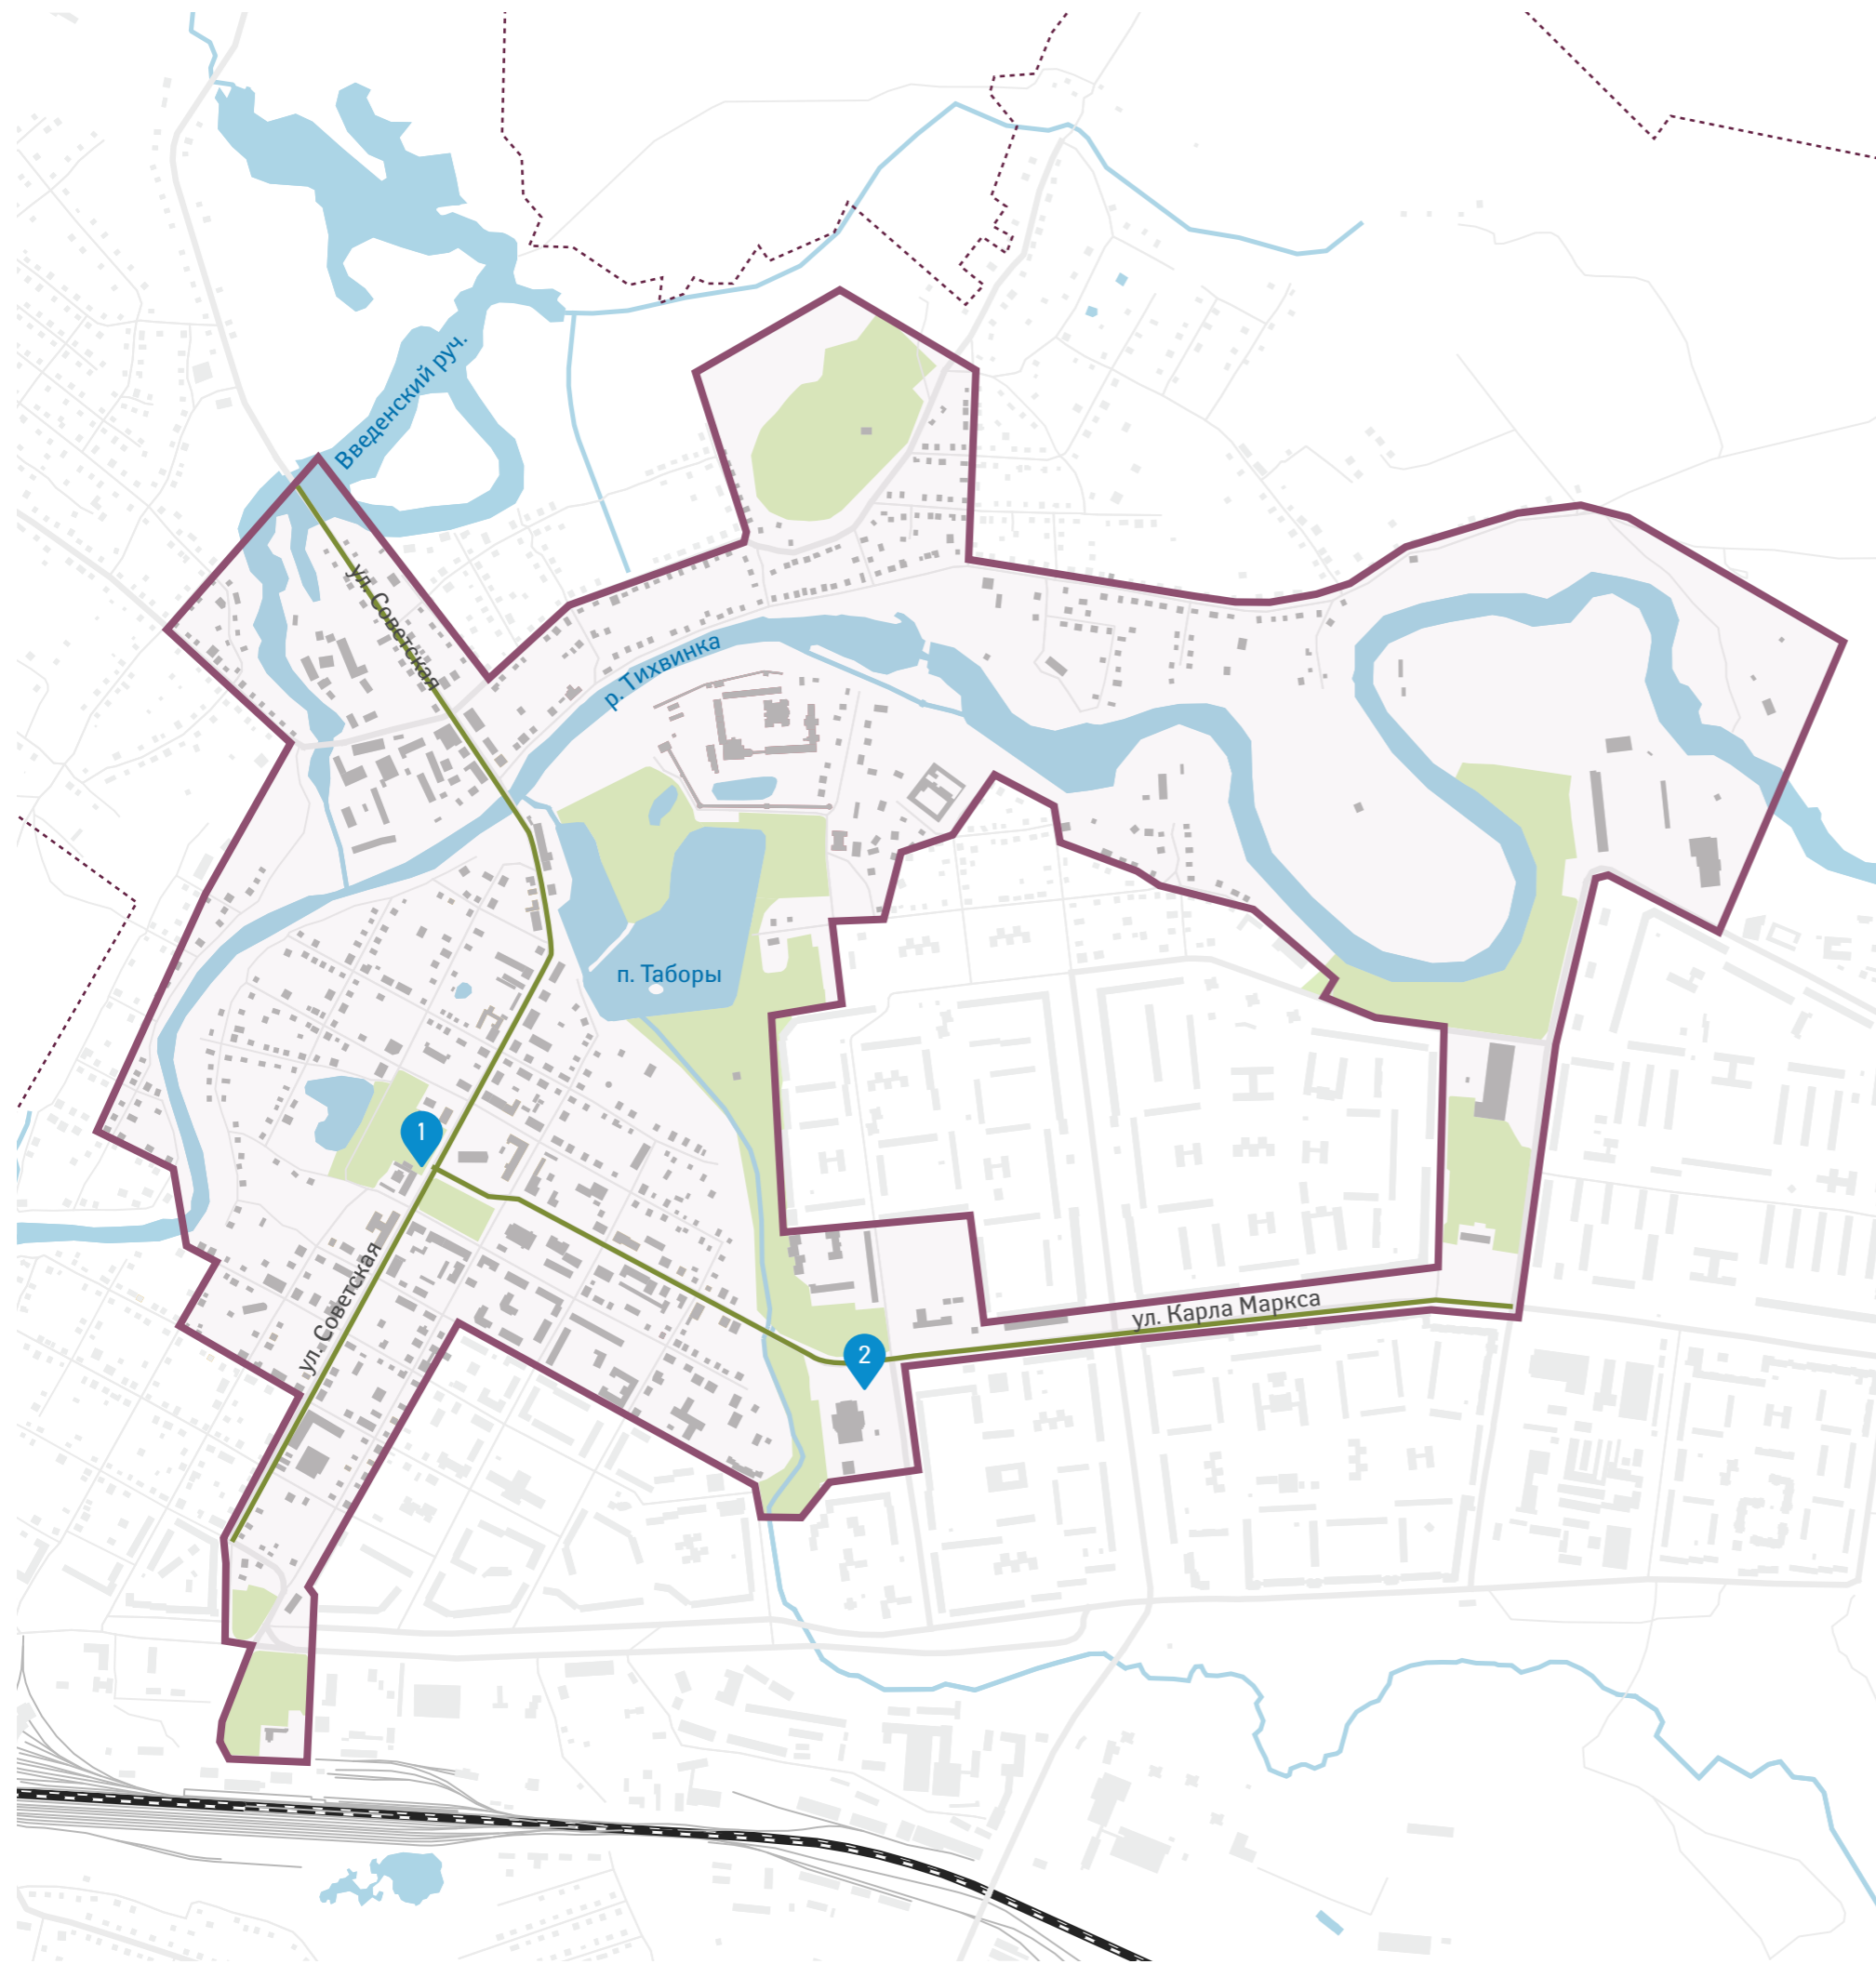 Введенский руч.
ул. Советская
р. Тихвинка
п. Таборы
1
ул. Советская
ул. Карла Маркса
2